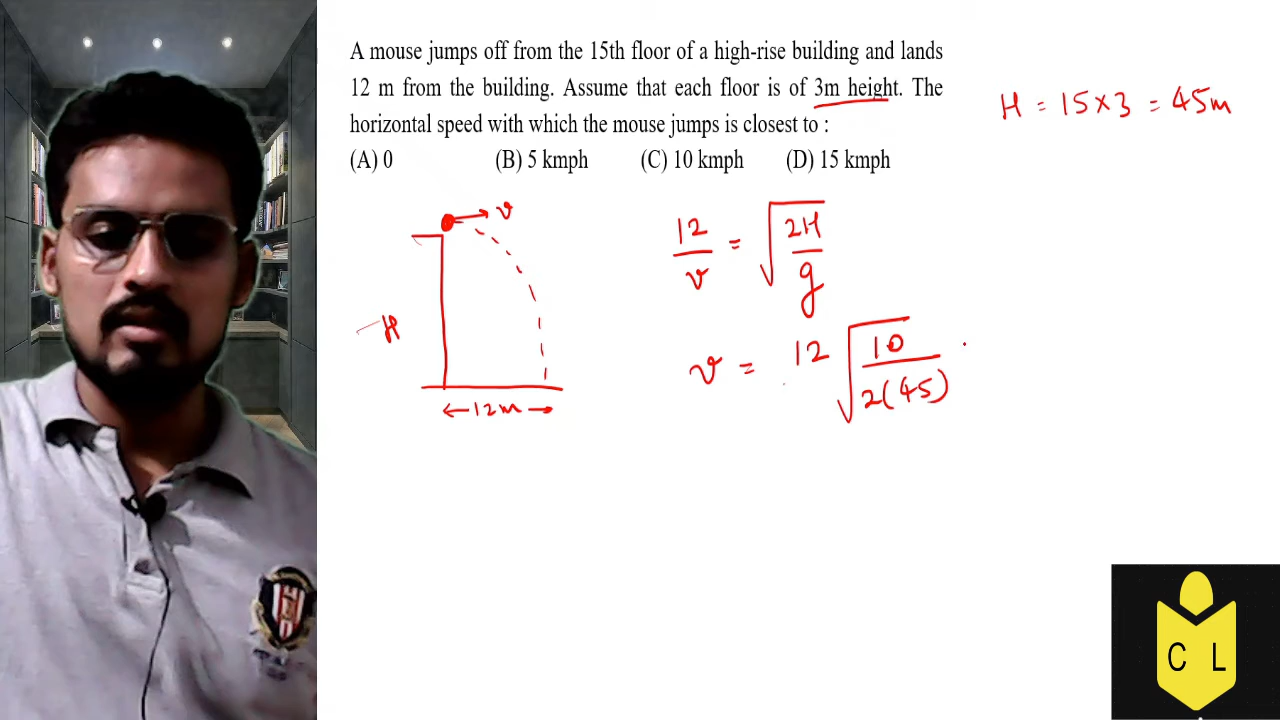 A mouse jumps off from the 15th floor of a high-rise building and lands
12 m from the building. Assume that each floor is of 3m height. The
horizontal speed with which the mouse jumps is closest to :
(A) 0 (B) 5 kmph (C) 10 kmph (D) 15 kmph
H = 15 × 3 = 45m
v
H
←12m→
12/v = √(2H/g)
v = 12 √(10/2(45))
C L